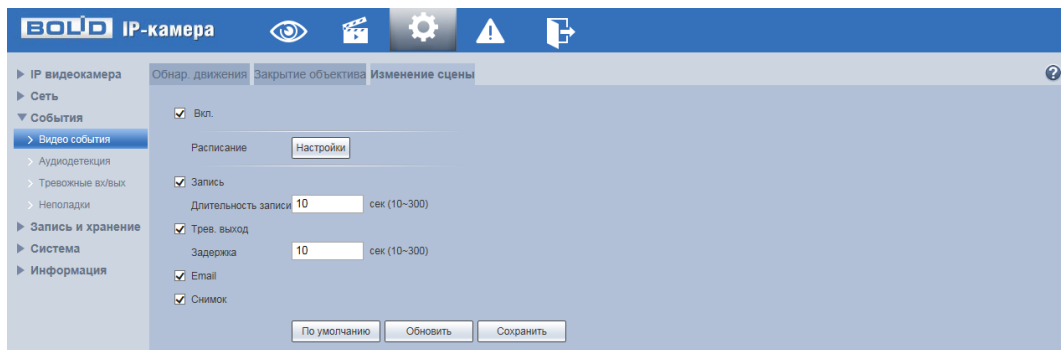 BOLID IP-камера
Обнар. движения Закрытие объектива Изменение сцены
IP видеокамера
Сеть
События
Видео события
Аудиодетекция
Тревожные вх/вых
Неполадки
Запись и хранение
Система
Информация
Вкл.
Расписание Настройки
Запись
Длительность записи 10 сек (10~300)
Трев. выход
Задержка 10 сек (10~300)
Email
Снимок
По умолчанию Обновить Сохранить